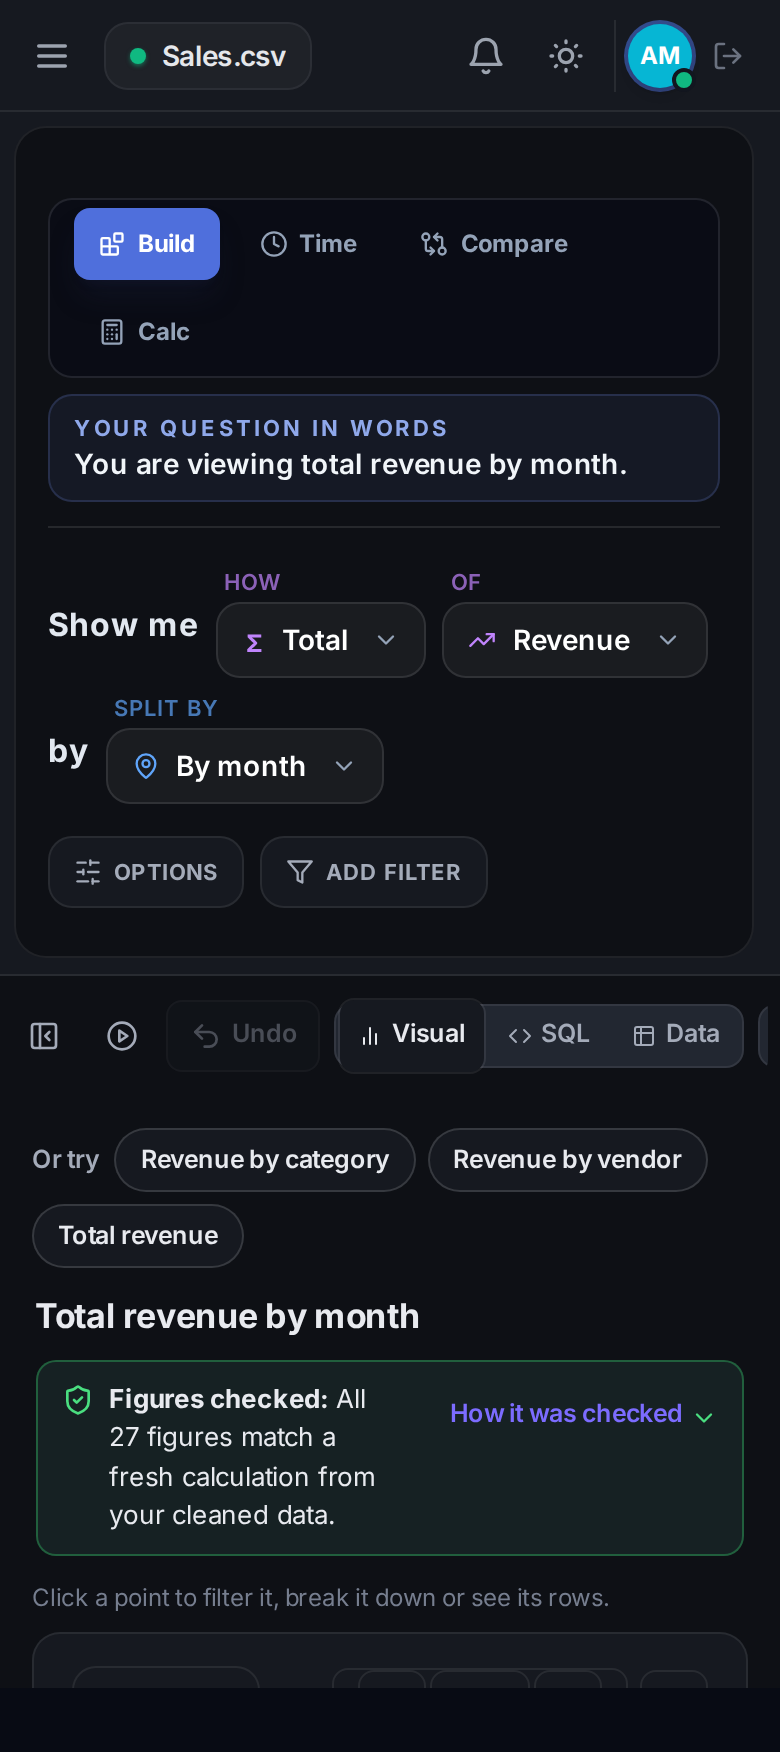 Sales.csv
AM
Build
Time
Compare
Calc
YOUR QUESTION IN WORDS
You are viewing total revenue by month.
HOW
OF
Show me
Σ Total
Revenue
SPLIT BY
by
By month
OPTIONS
ADD FILTER
Undo
Visual
SQL
Data
Or try
Revenue by category
Revenue by vendor
Total revenue
Total revenue by month
Figures checked: All
27 figures match a
fresh calculation from
your cleaned data.
How it was checked
Click a point to filter it, break it down or see its rows.